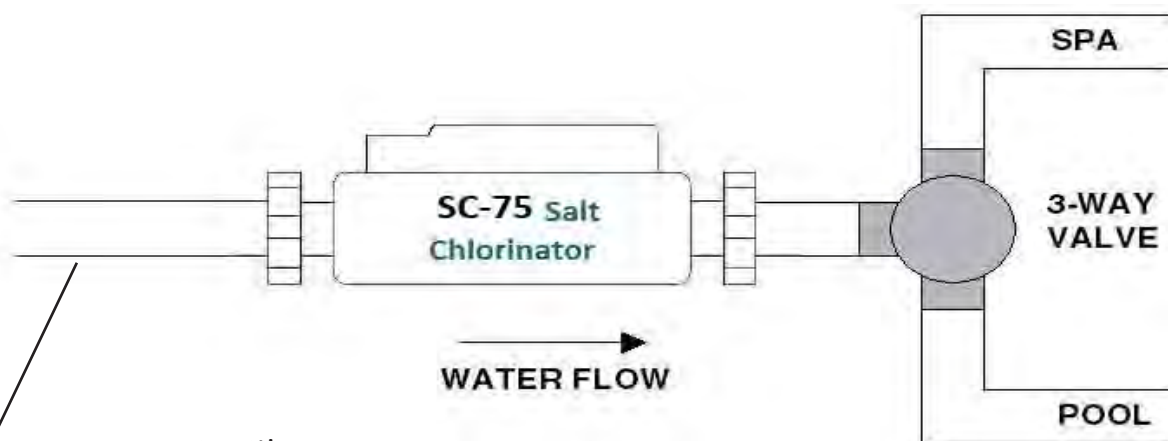 SPA
SC-75 Salt
Chlorinator
3-WAY
VALVE
WATER FLOW
POOL